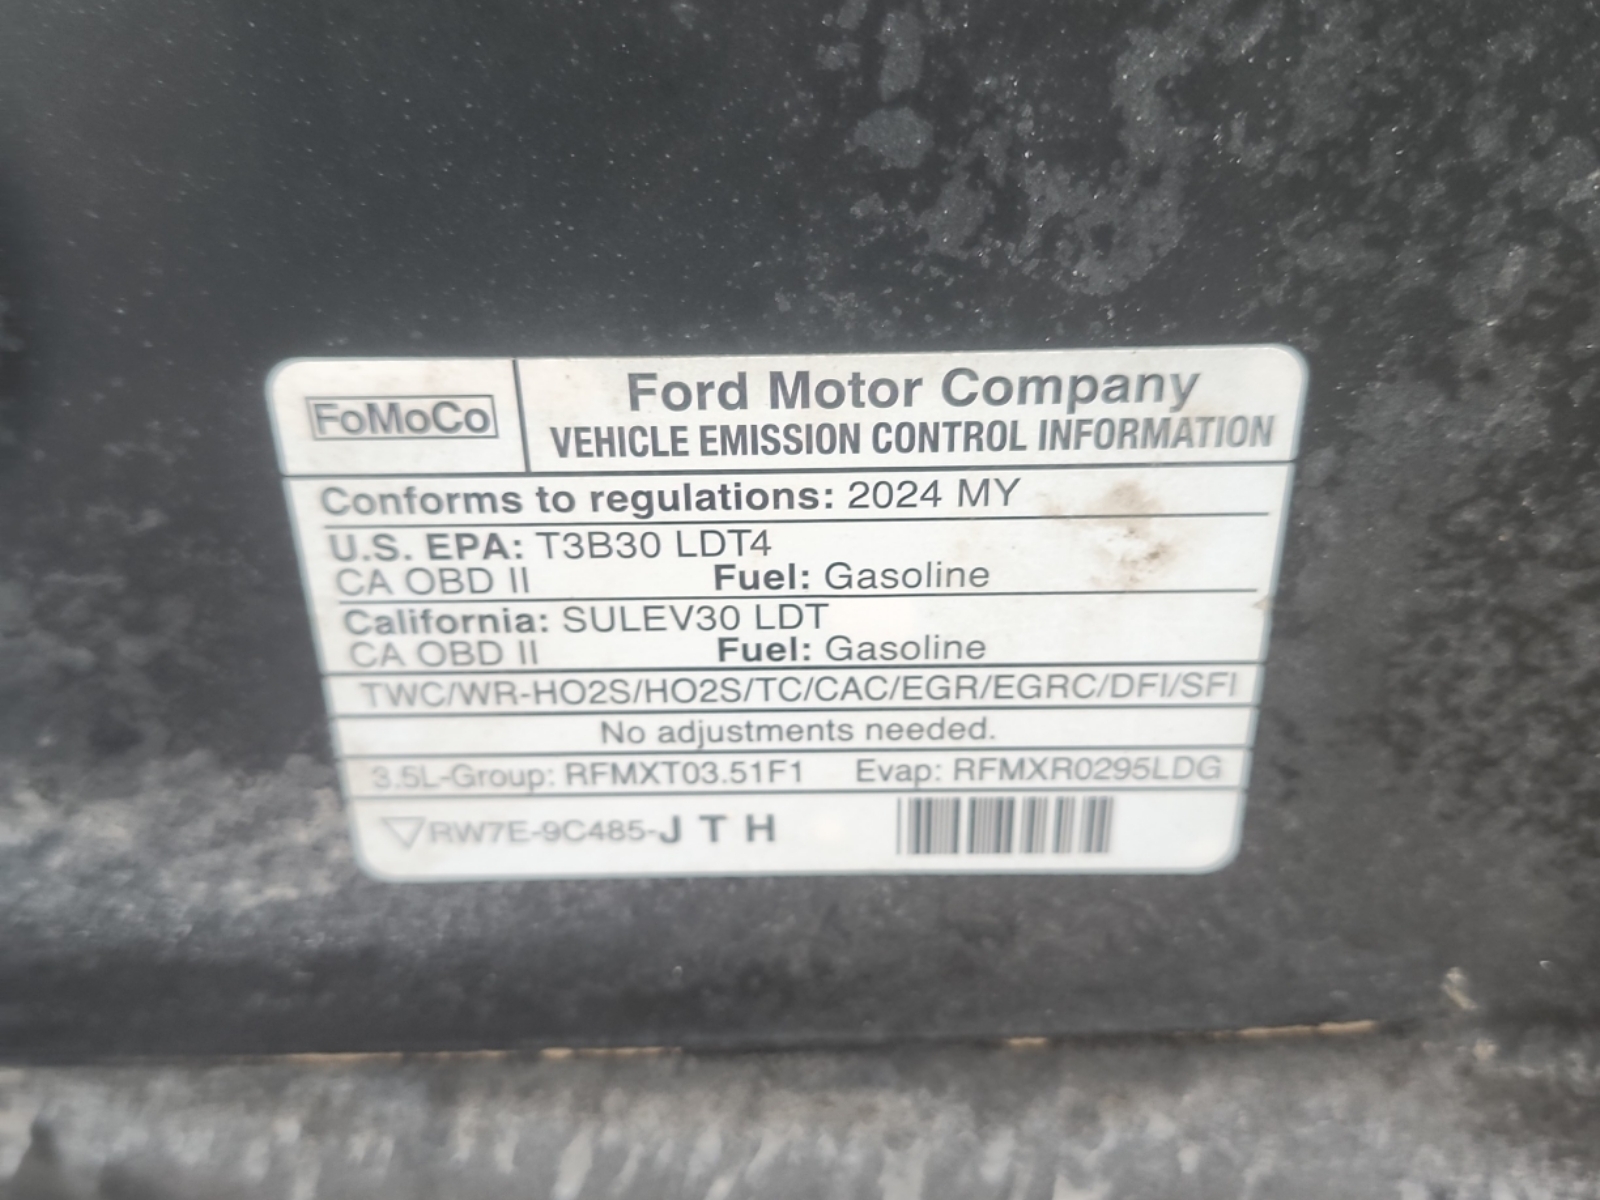 FoMoCo
Ford Motor Company
VEHICLE EMISSION CONTROL INFORMATION
Conforms to regulations: 2024 MY
U.S. EPA: T3B30 LDT4
CA OBD II Fuel: Gasoline
California: SULEV30 LDT
CA OBD II Fuel: Gasoline
TWC/WR-HO2S/HO2S/TC/CAC/EGR/EGRC/DFI/SFI
No adjustments needed.
3.5L-Group: RFMXT03.51F1 Evap: RFMXR0295LDG
RW7E-9C485-J T H